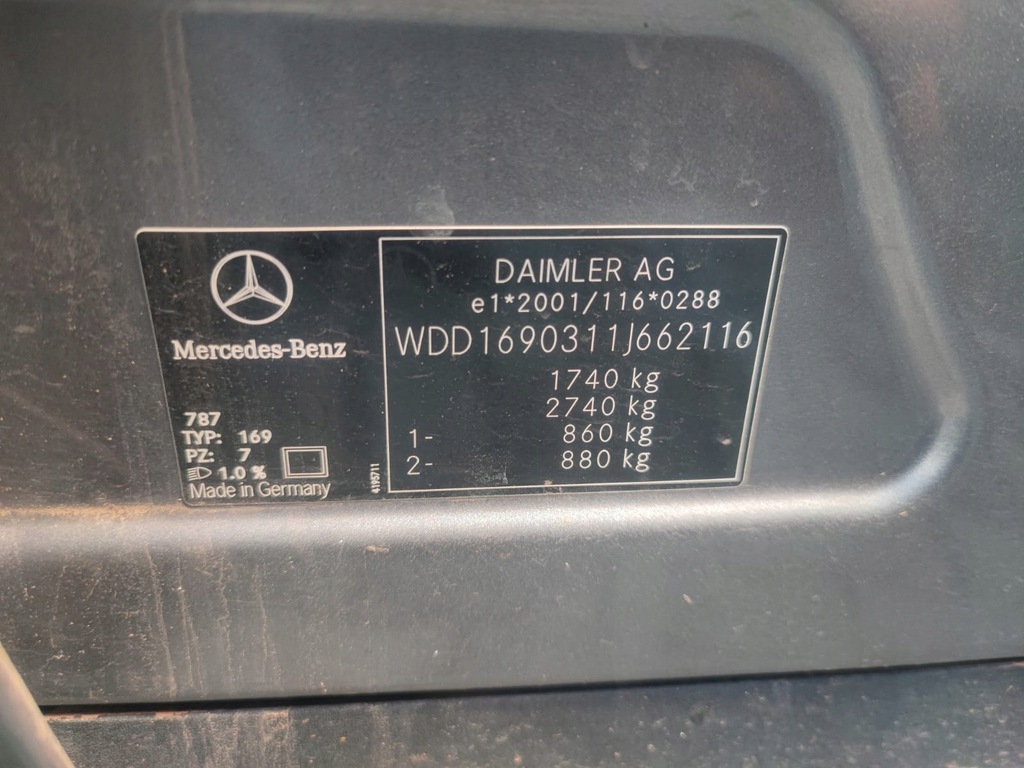 Mercedes-Benz
787
TYP: 169
PZ: 7
1.0 %
Made in Germany
4195711
DAIMLER AG
e1*2001/116*0288
WDD1690311J662116
1740 kg
2740 kg
1- 860 kg
2- 880 kg